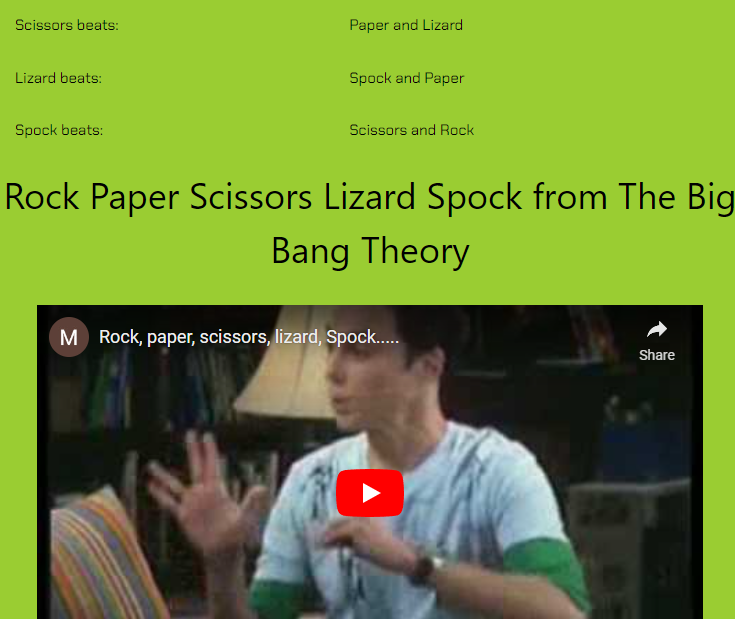 Scissors beats: Paper and Lizard
Lizard beats: Spock and Paper
Spock beats: Scissors and Rock
Rock Paper Scissors Lizard Spock from The Big
Bang Theory
M Rock, paper, scissors, lizard, Spock.....
Share